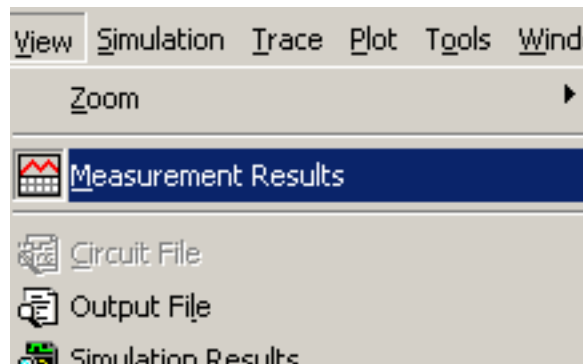 View Simulation Trace Plot Tools Wind
Zoom
Measurement Results
Circuit File
Output File
Simulation Results